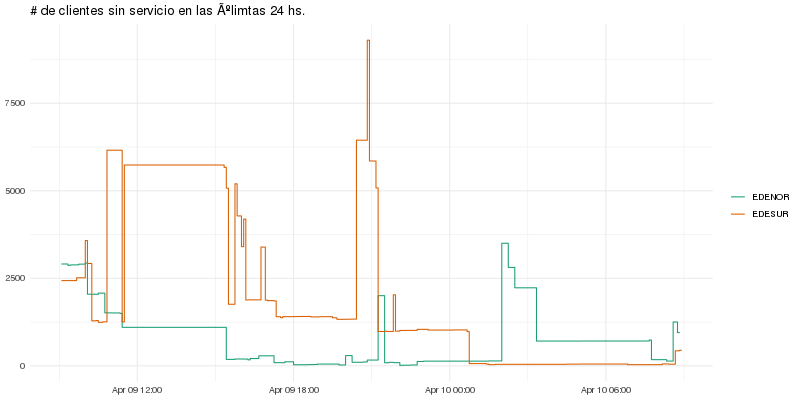 # de clientes sin servicio en las Ãºlimtas 24 hs.
7500
5000
2500
0
Apr 09 12:00
Apr 09 18:00
Apr 10 00:00
Apr 10 06:00
EDENOR
EDESUR